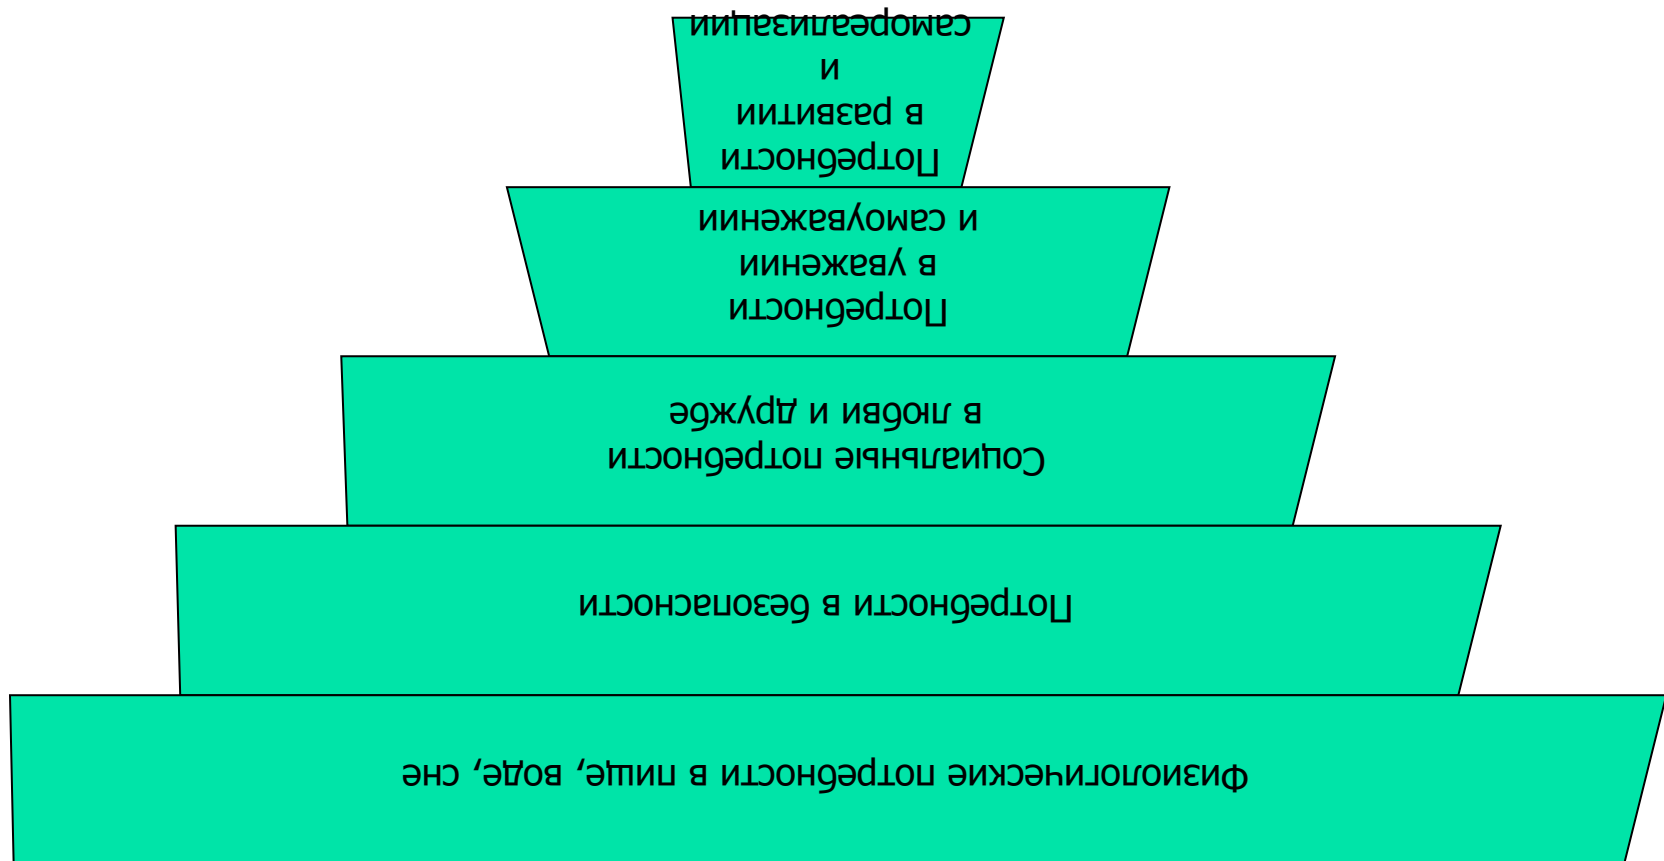 Физиологические потребности в пище, воде, сне
Потребности в безопасности
Социальные потребности
в любви и дружбе
Потребности
в уважении
и самоуважении
Потребности
в развитии
и
самореализации